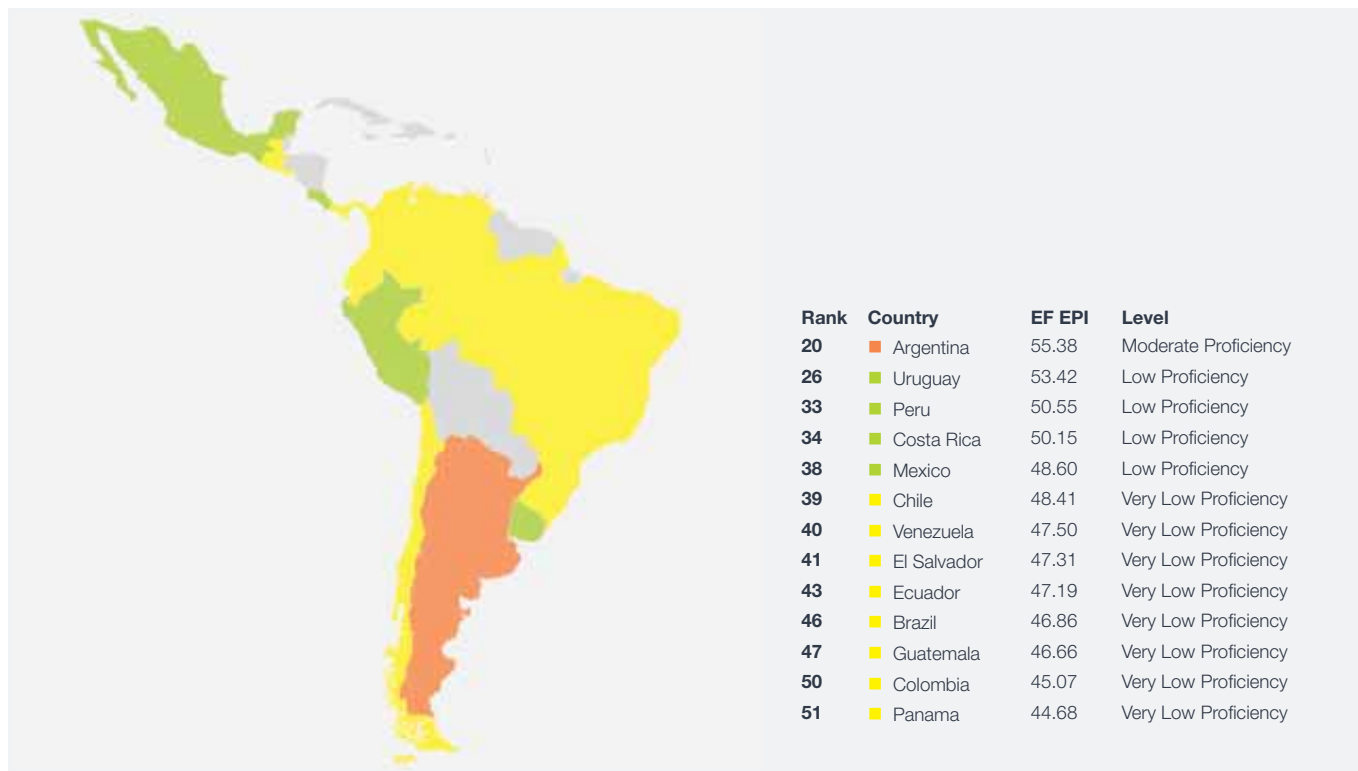 Rank Country EF EPI Level
20 Argentina 55.38 Moderate Proficiency
26 Uruguay 53.42 Low Proficiency
33 Peru 50.55 Low Proficiency
34 Costa Rica 50.15 Low Proficiency
38 Mexico 48.60 Low Proficiency
39 Chile 48.41 Very Low Proficiency
40 Venezuela 47.50 Very Low Proficiency
41 El Salvador 47.31 Very Low Proficiency
43 Ecuador 47.19 Very Low Proficiency
46 Brazil 46.86 Very Low Proficiency
47 Guatemala 46.66 Very Low Proficiency
50 Colombia 45.07 Very Low Proficiency
51 Panama 44.68 Very Low Proficiency